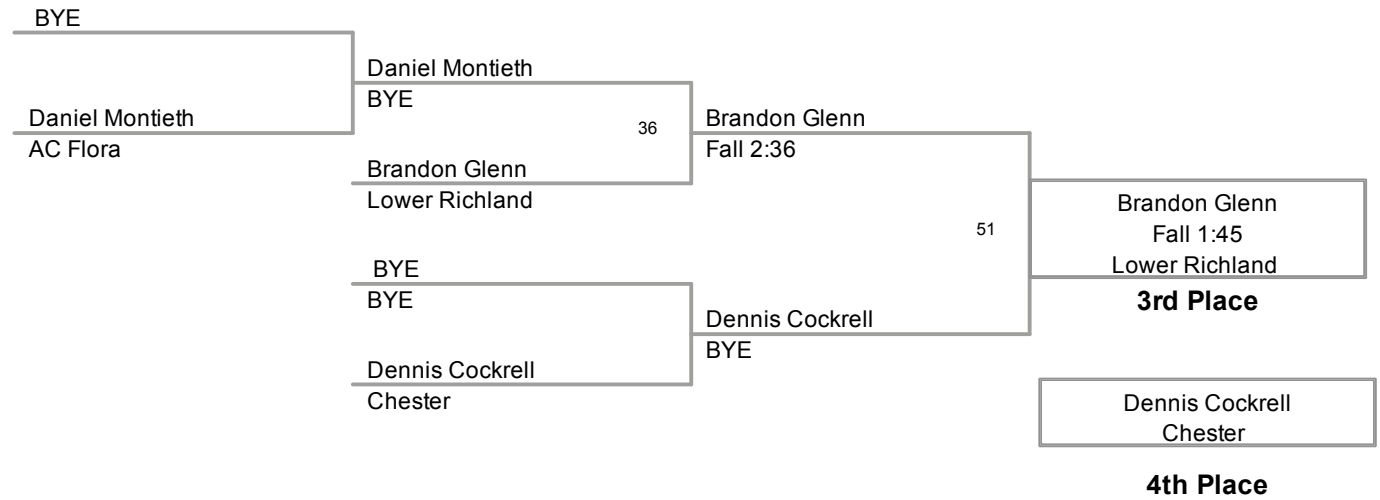 BYE
Daniel Montieth
AC Flora
Daniel Montieth
BYE
36
Brandon Glenn
Lower Richland
BYE
BYE
Dennis Cockrell
Chester
Brandon Glenn
Fall 2:36
51
Dennis Cockrell
BYE
Brandon Glenn
Fall 1:45
Lower Richland
3rd Place
Dennis Cockrell
Chester
4th Place